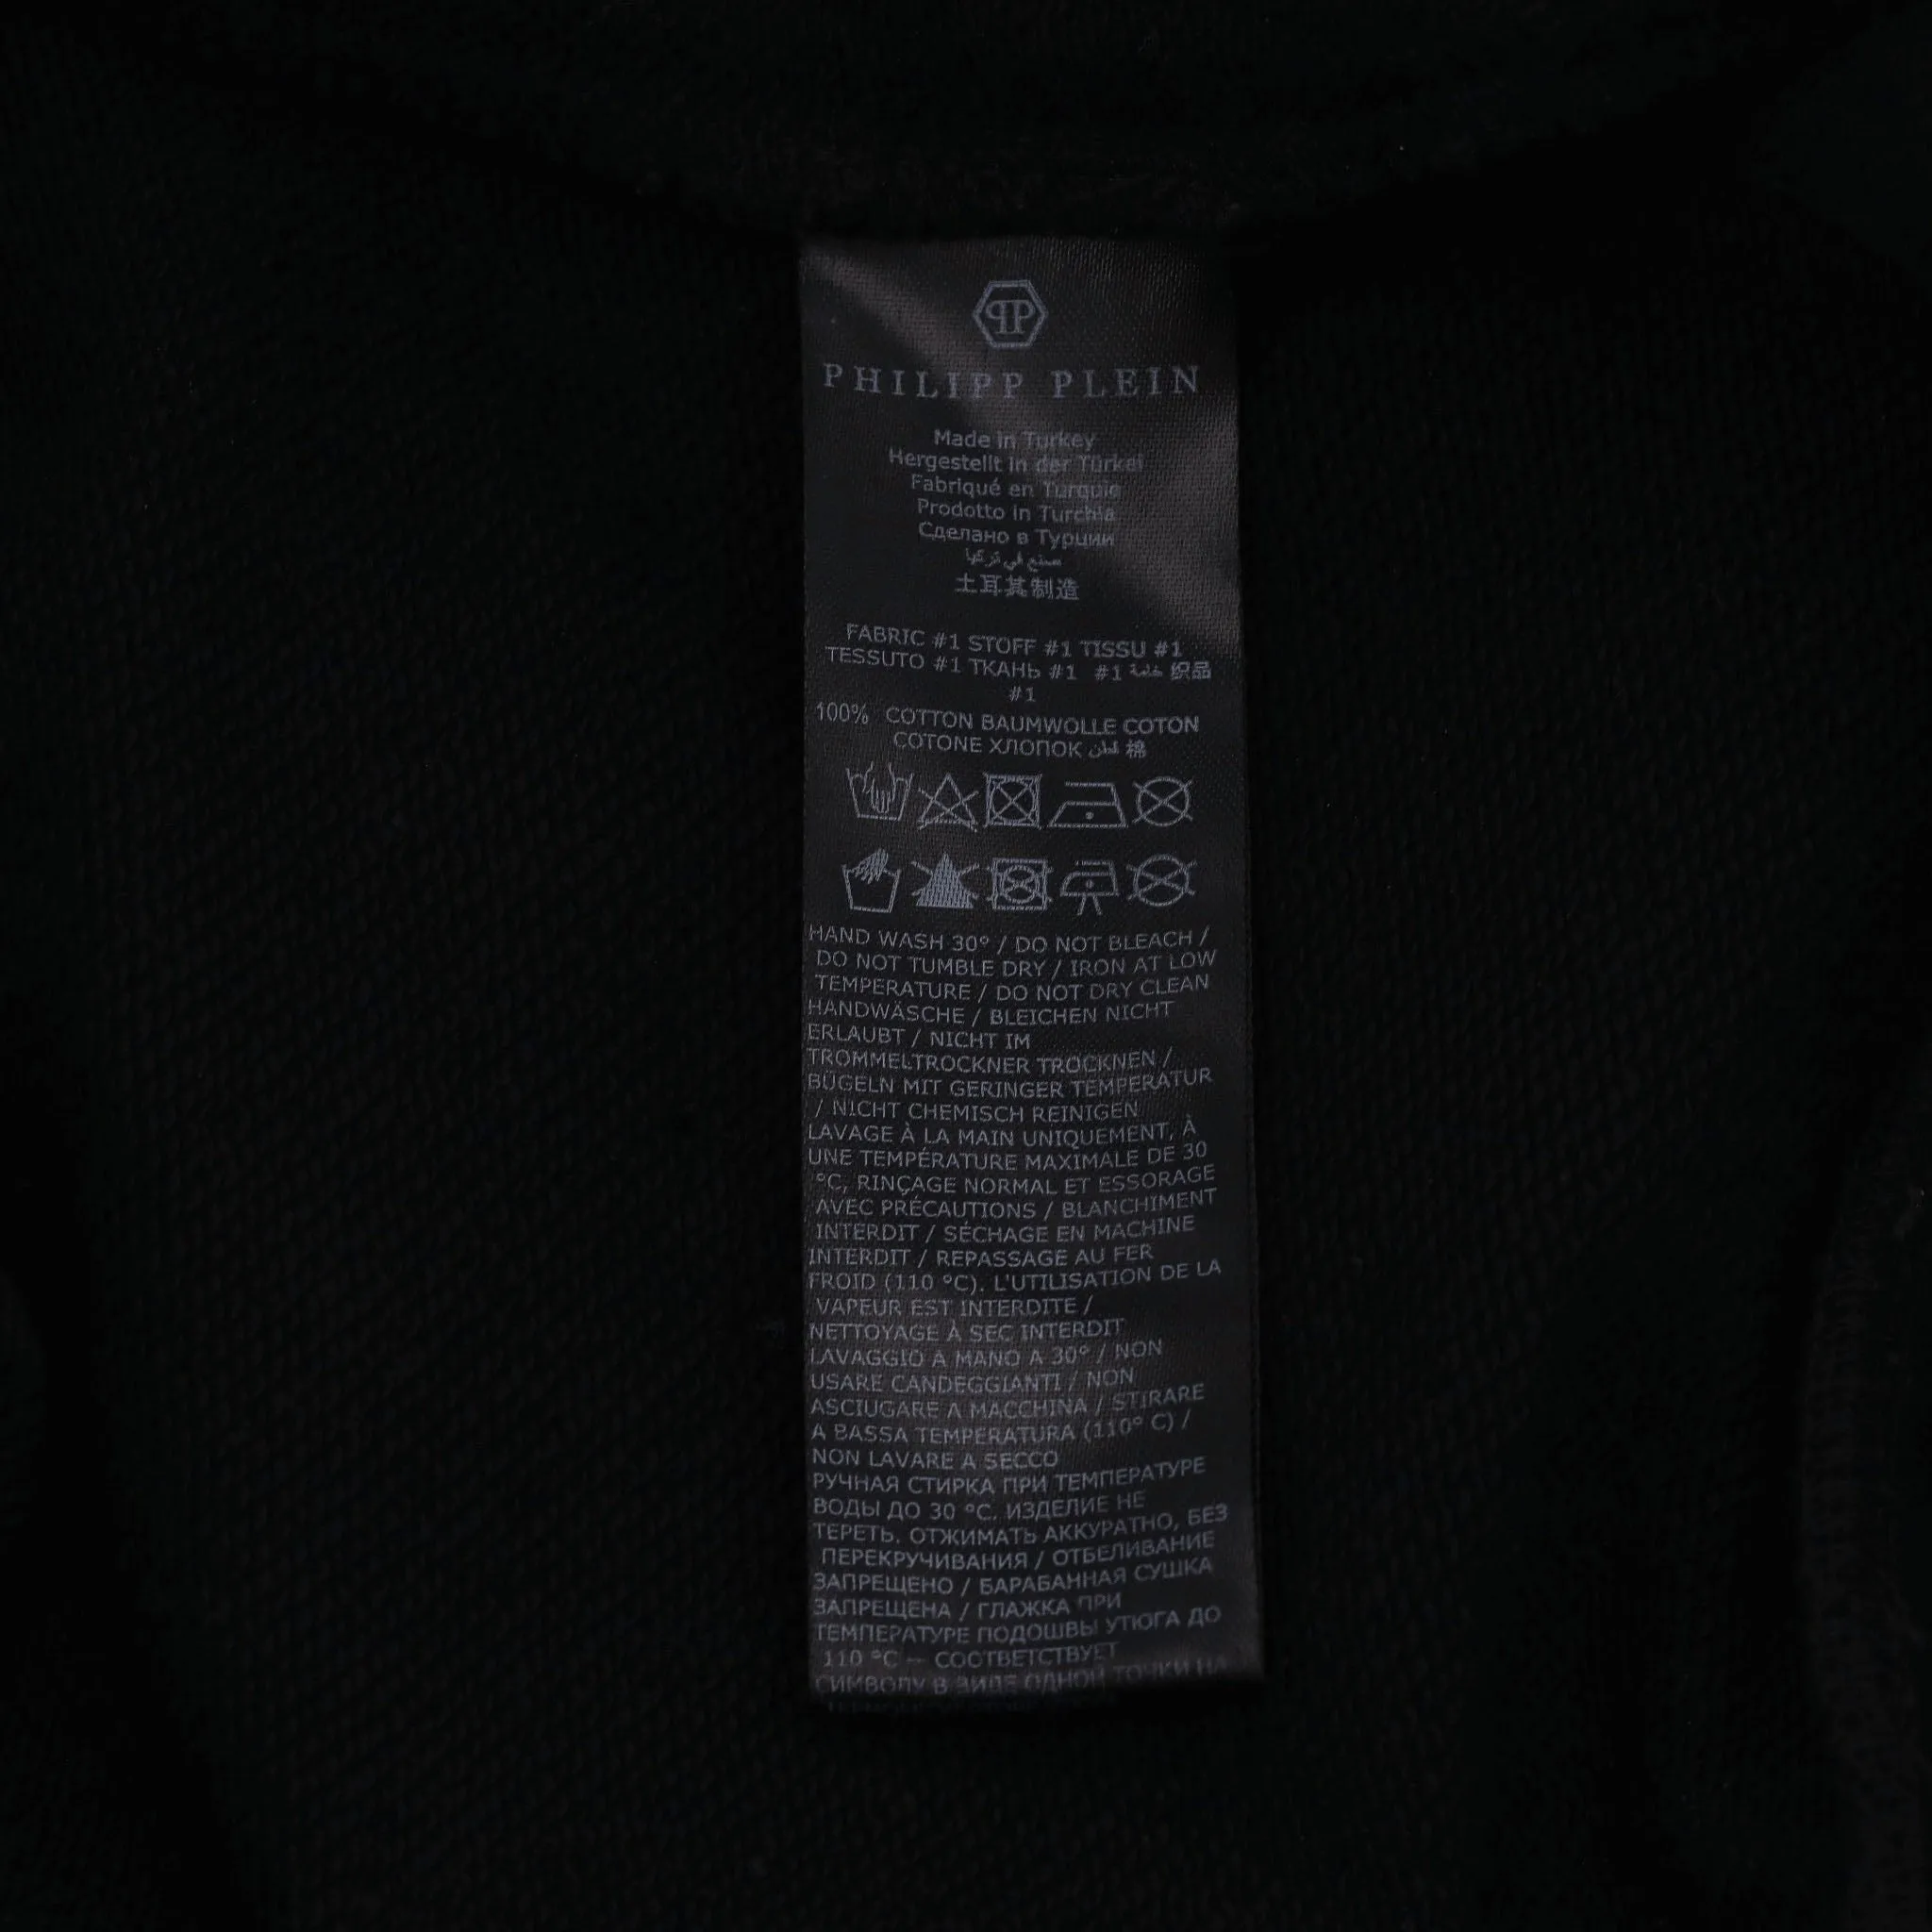 PHILIPP PLEIN
Made in Turkey
Hergestellt in der Türkei
Fabriqué en Turquie
Prodotto in Turchia
Сделано в Турции
صنع في تركيا
土耳其制造
FABRIC #1 STOFF #1 TISSU #1
TESSUTO #1 ТКАНЬ #1 #1 خامة 织品
#1
100% COTTON BAUMWOLLE COTON
COTONE ХЛОПОК قطن 棉
HAND WASH 30° / DO NOT BLEACH /
DO NOT TUMBLE DRY / IRON AT LOW
TEMPERATURE / DO NOT DRY CLEAN
HANDWÄSCHE / BLEICHEN NICHT
ERLAUBT / NICHT IM
TROMMELTROCKNER TROCKNEN /
BÜGELN MIT GERINGER TEMPERATUR
/ NICHT CHEMISCH REINIGEN
LAVAGE À LA MAIN UNIQUEMENT, À
UNE TEMPÉRATURE MAXIMALE DE 30
°C, RINÇAGE NORMAL ET ESSORAGE
AVEC PRÉCAUTIONS / BLANCHIMENT
INTERDIT / SÉCHAGE EN MACHINE
INTERDIT / REPASSAGE AU FER
FROID (110 °C). L'UTILISATION DE LA
VAPEUR EST INTERDITE /
NETTOYAGE À SEC INTERDIT
LAVAGGIO A MANO A 30° / NON
USARE CANDEGGIANTI / NON
ASCIUGARE A MACCHINA / STIRARE
A BASSA TEMPERATURA (110° C) /
NON LAVARE A SECCO
РУЧНАЯ СТИРКА ПРИ ТЕМПЕРАТУРЕ
ВОДЫ ДО 30 °C. ИЗДЕЛИЕ НЕ
ТЕРЕТЬ, ОТЖИМАТЬ АККУРАТНО, БЕЗ
ПЕРЕКРУЧИВАНИЯ / ОТБЕЛИВАНИЕ
ЗАПРЕЩЕНО / БАРАБАННАЯ СУШКА
ЗАПРЕЩЕНА / ГЛАЖКА ПРИ
ТЕМПЕРАТУРЕ ПОДОШВЫ УТЮГА ДО
110 °C — СООТВЕТСТВУЕТ
СИМВОЛУ В ВИДЕ ОДНОЙ ТОЧКИ НА